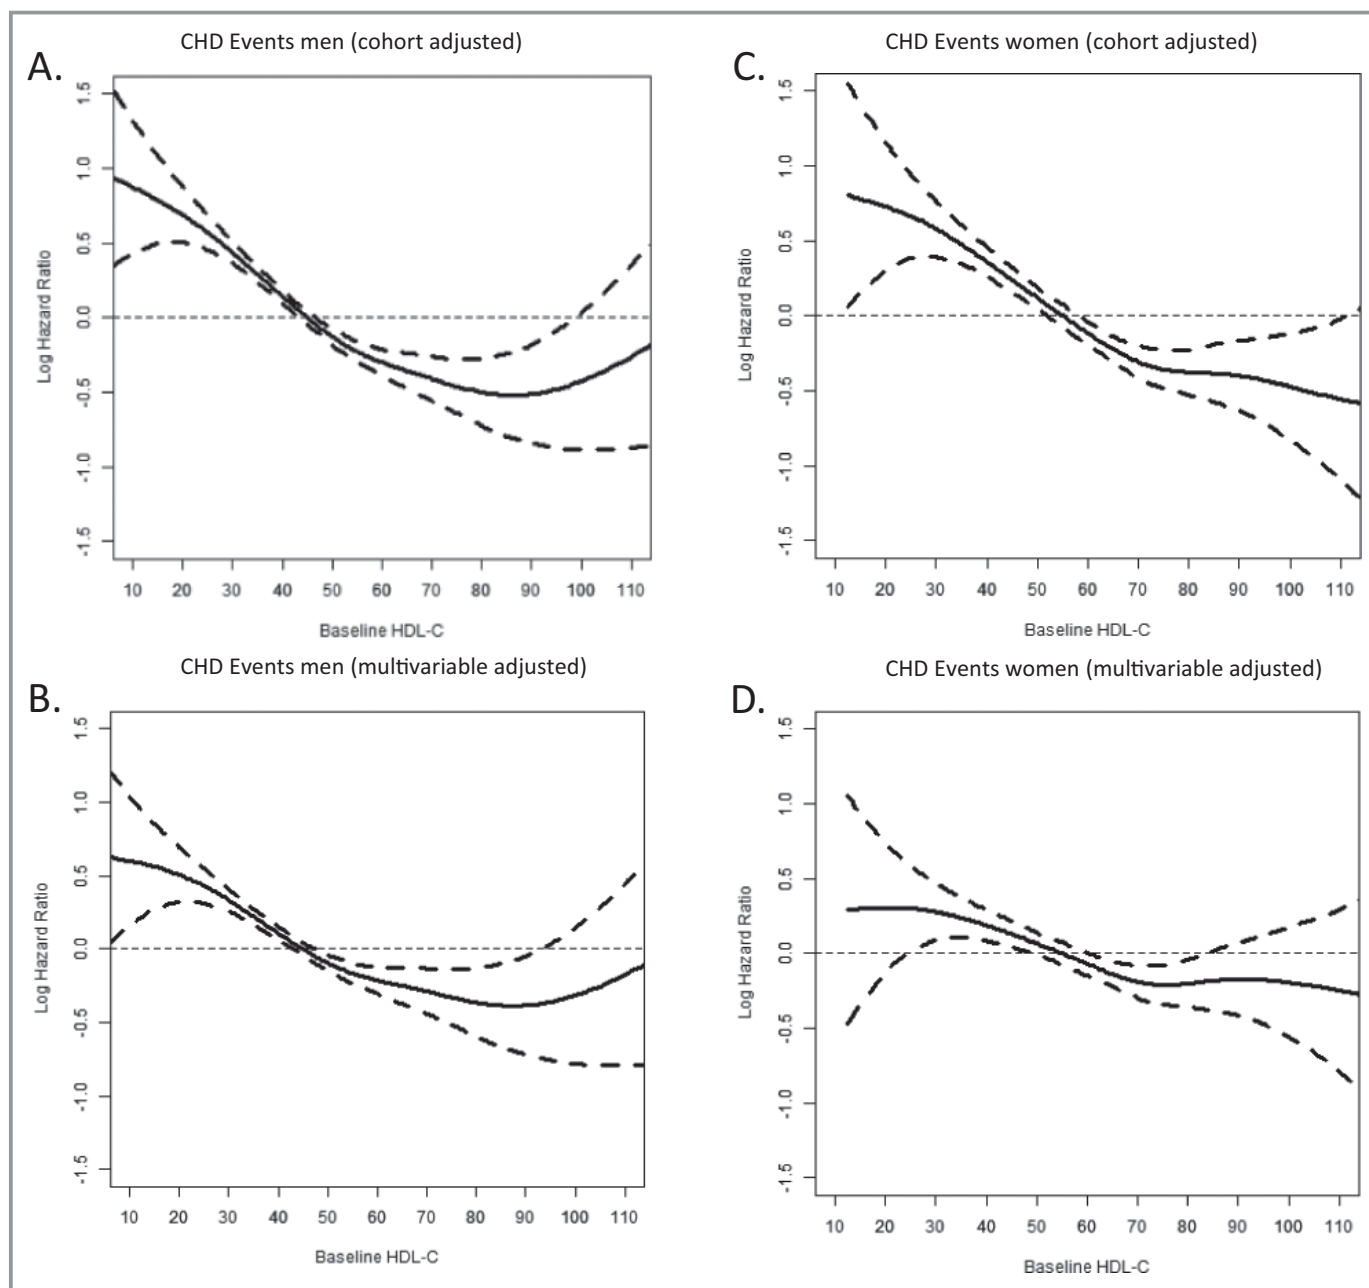 CHD Events men (cohort adjusted)
A.
1.5
1.0
0.5
0.0
-0.5
-1.0
-1.5
Log Hazard Ratio
10 20 30 40 50 60 70 80 90 100 110
Baseline HDL-C
CHD Events women (cohort adjusted)
C.
1.5
1.0
0.5
0.0
-0.5
-1.0
-1.5
Log Hazard Ratio
10 20 30 40 50 60 70 80 90 100 110
Baseline HDL-C
CHD Events men (multivariable adjusted)
B.
1.5
1.0
0.5
0.0
-0.5
-1.0
-1.5
Log Hazard Ratio
10 20 30 40 50 60 70 80 90 100 110
Baseline HDL-C
CHD Events women (multivariable adjusted)
D.
1.5
1.0
0.5
0.0
-0.5
-1.0
-1.5
Log Hazard Ratio
10 20 30 40 50 60 70 80 90 100 110
Baseline HDL-C